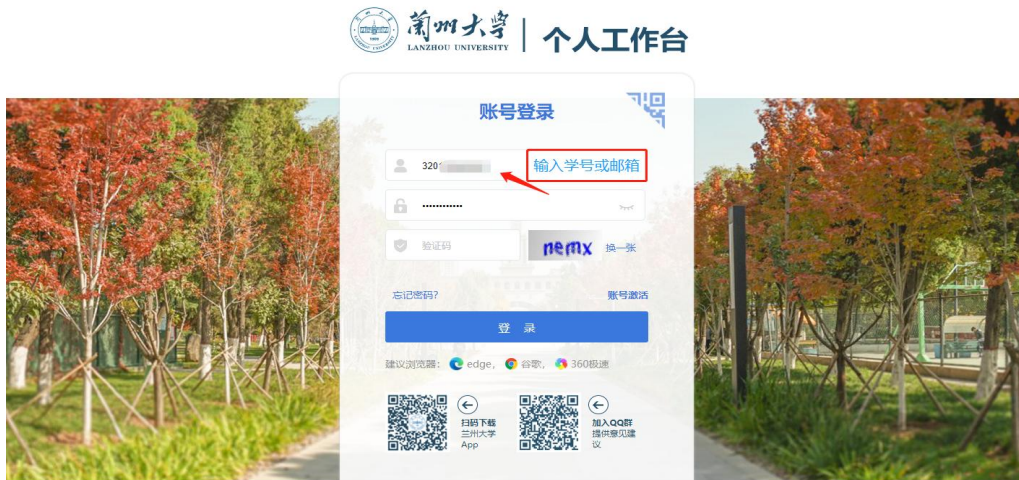 蘭州大学
LANZHOU UNIVERSITY
个人工作台
账号登录
3201
输入学号或邮箱
••••••••••••
验证码
nemx
换一张
忘记密码?
账号激活
登 录
建议浏览器: edge, 谷歌, 360极速
扫码下载
兰州大学
App
加入QQ群
提供意见建
议